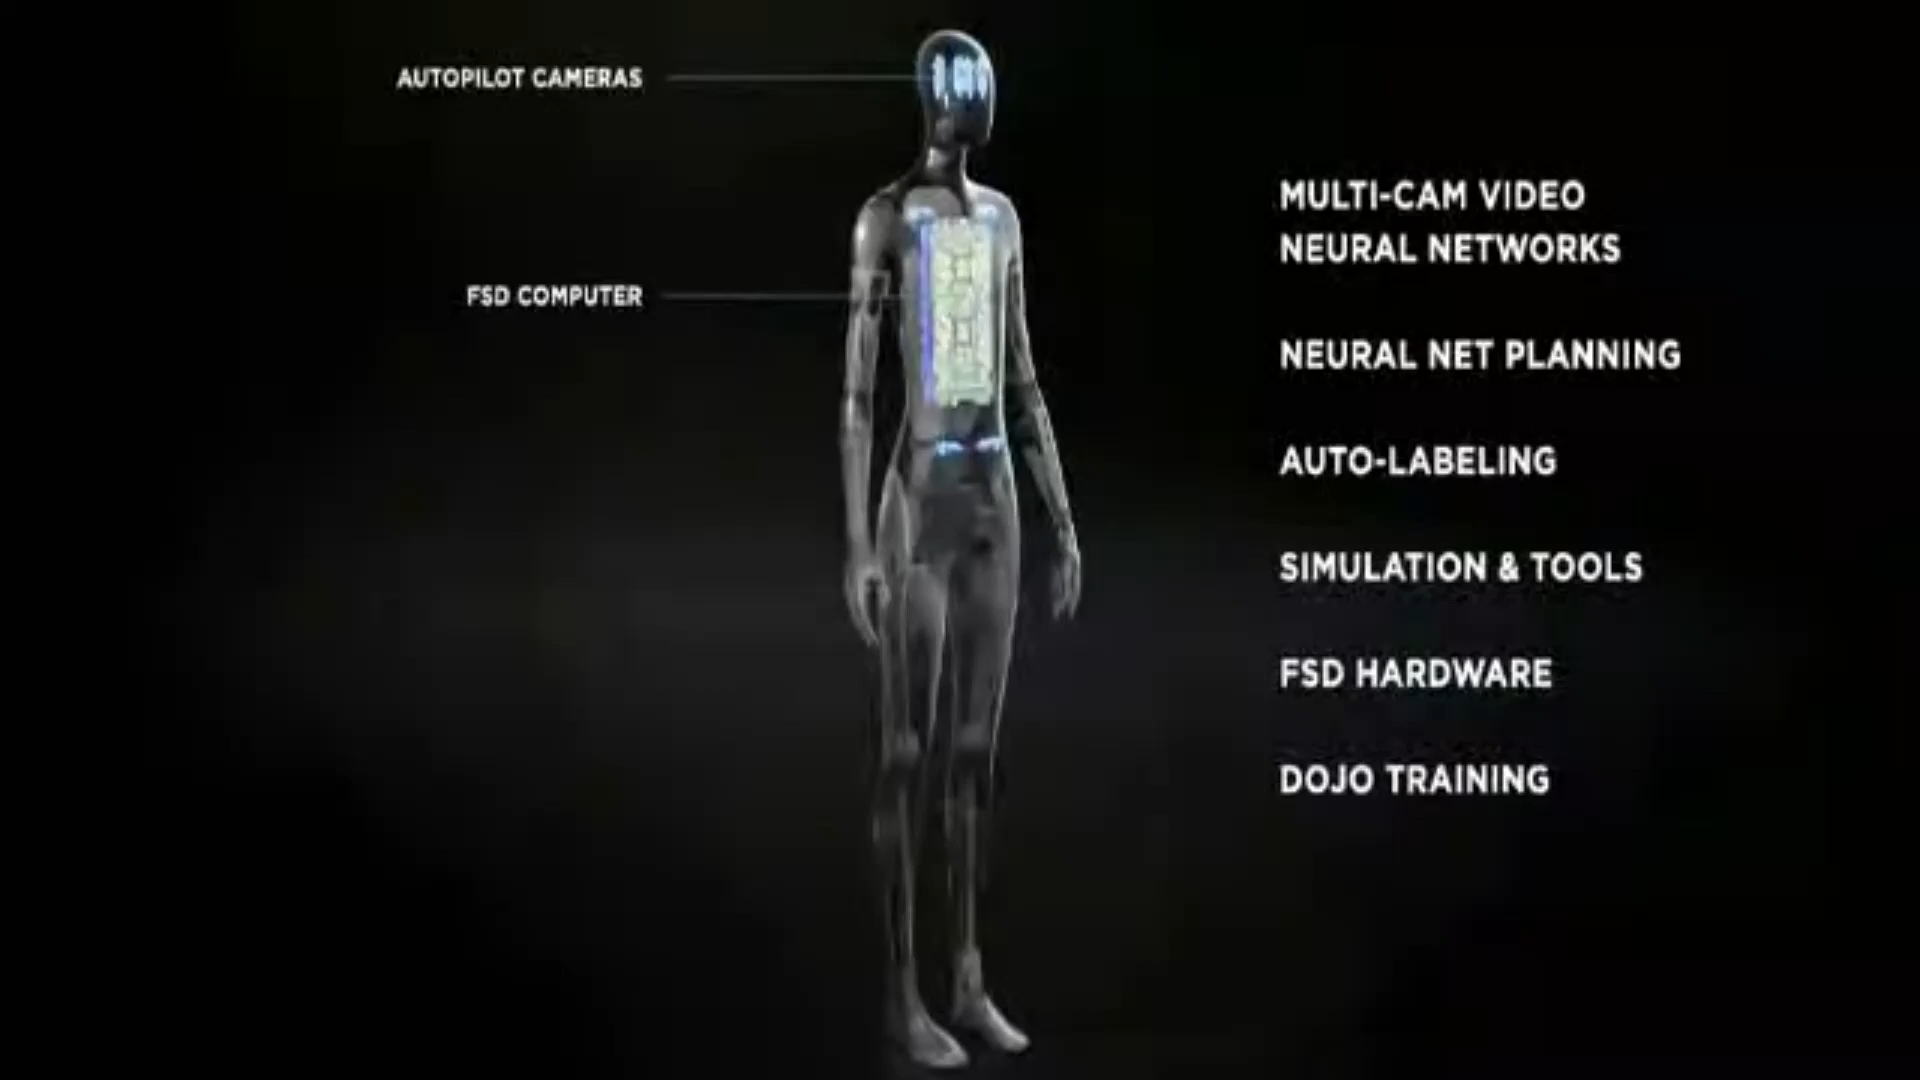 AUTOPILOT CAMERAS
FSD COMPUTER
MULTI-CAM VIDEO
NEURAL NETWORKS
NEURAL NET PLANNING
AUTO-LABELING
SIMULATION & TOOLS
FSD HARDWARE
DOJO TRAINING